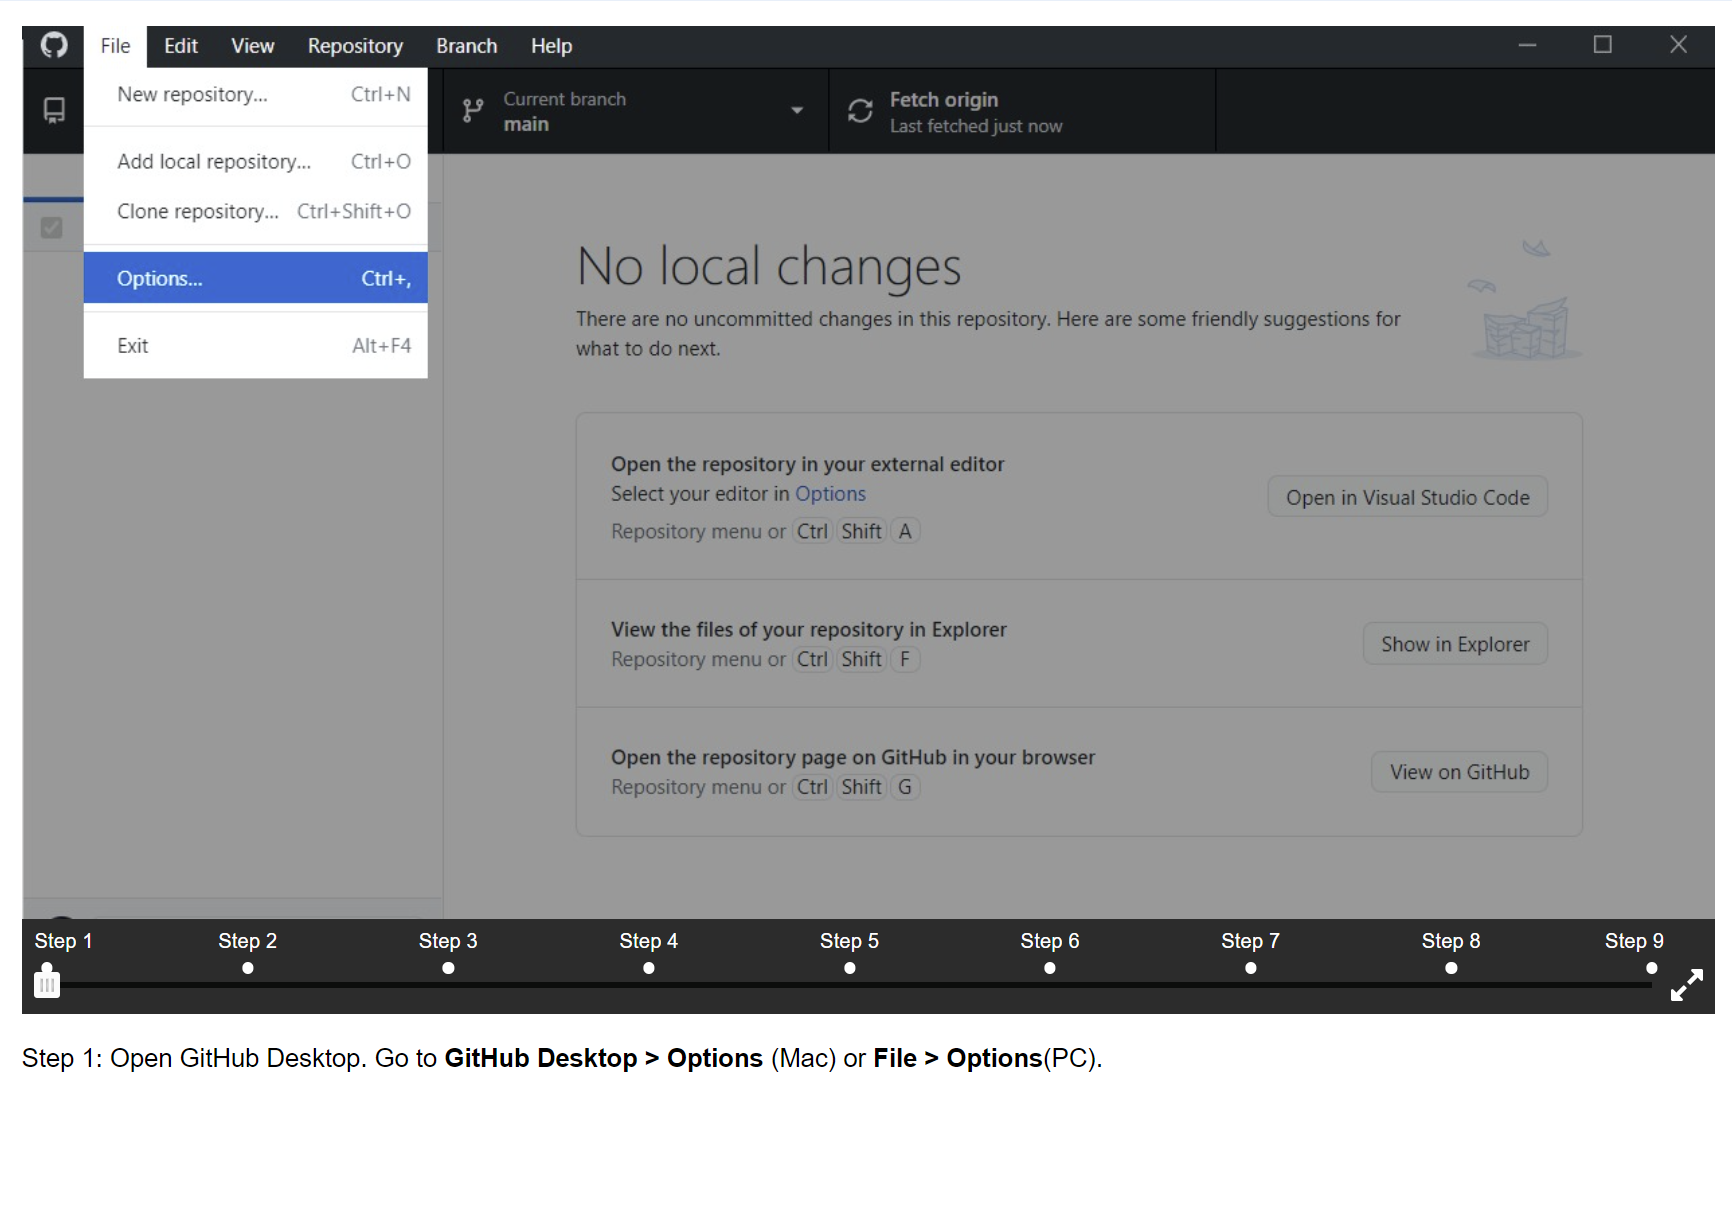 File Edit View Repository Branch Help
New repository... Ctrl+N
Add local repository... Ctrl+O
Clone repository... Ctrl+Shift+O
Options... Ctrl+,
Exit Alt+F4
Current branch
main
Fetch origin
Last fetched just now
No local changes
There are no uncommitted changes in this repository. Here are some friendly suggestions for
what to do next.
Open the repository in your external editor
Select your editor in Options
Repository menu or Ctrl Shift A
Open in Visual Studio Code
View the files of your repository in Explorer
Repository menu or Ctrl Shift F
Show in Explorer
Open the repository page on GitHub in your browser
Repository menu or Ctrl Shift G
View on GitHub
Step 1 Step 2 Step 3 Step 4 Step 5 Step 6 Step 7 Step 8 Step 9
Step 1: Open GitHub Desktop. Go to GitHub Desktop > Options (Mac) or File > Options(PC).